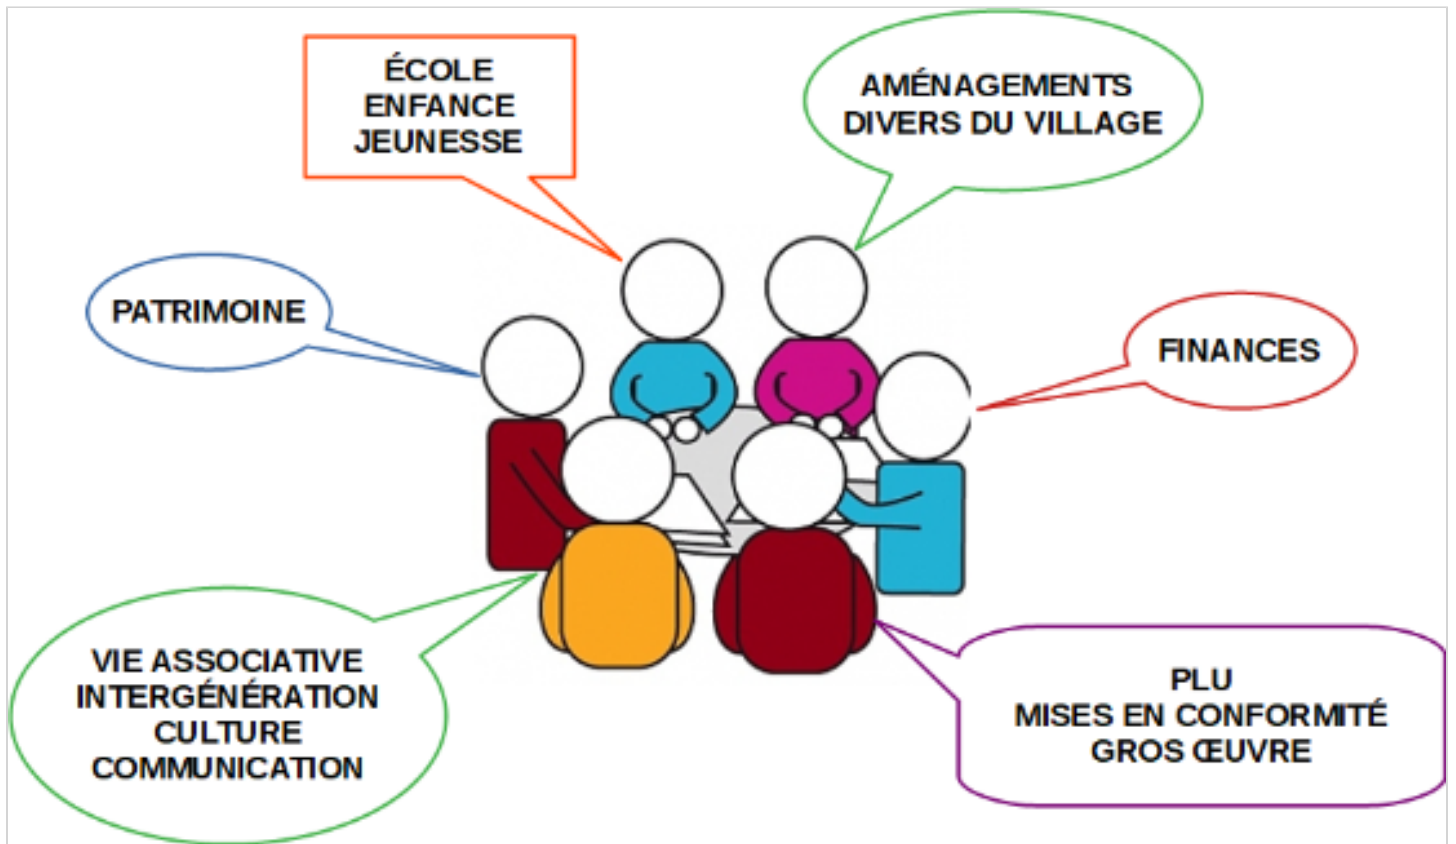 ÉCOLE
ENFANCE
JEUNESSE
AMÉNAGEMENTS
DIVERS DU VILLAGE
PATRIMOINE
FINANCES
VIE ASSOCIATIVE
INTERGÉNÉRATION
CULTURE
COMMUNICATION
PLU
MISES EN CONFORMITÉ
GROS ŒUVRE